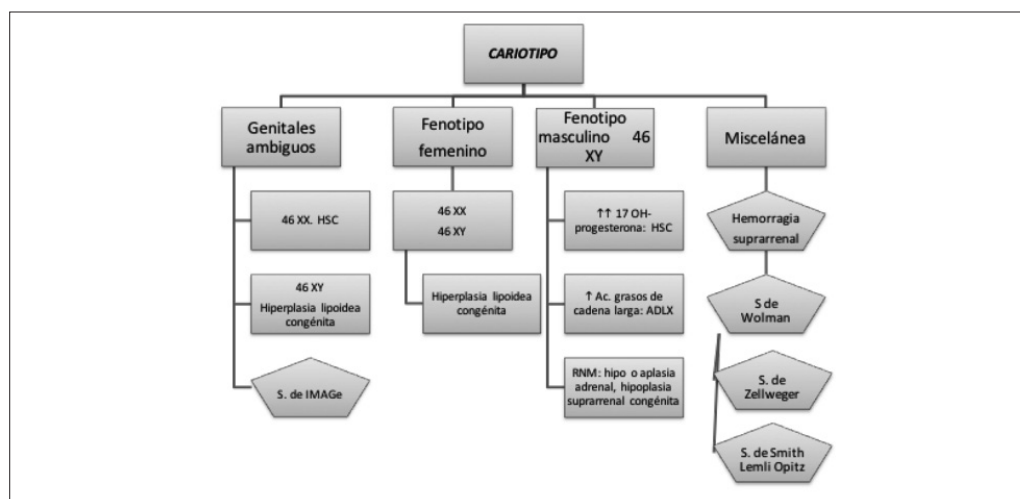 CARIOTIPO
Genitales
ambiguos
46 XX. HSC
46 XY
Hiperplasia lipoidea
congénita
S. de IMAGe
Fenotipo
femenino
46 XX
46 XY
Hiperplasia lipoidea
congénita
Fenotipo
masculino 46
XY
↑↑ 17 OH-
progesterona: HSC
↑ Ac. grasos de
cadena larga: ADLX
RNM: hipo o aplasia
adrenal, hipoplasia
suprarrenal congénita
Miscelánea
Hemorragia
suprarrenal
S de
Wolman
S. de
Zellweger
S. de Smith
Lemli Opitz